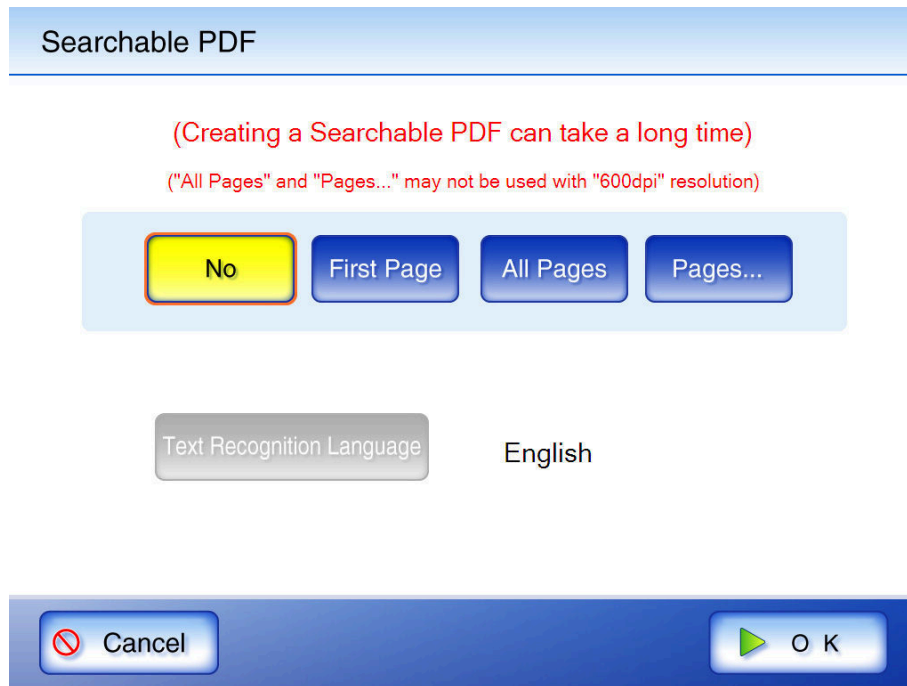 Searchable PDF
(Creating a Searchable PDF can take a long time)
("All Pages" and "Pages..." may not be used with "600dpi" resolution)
No First Page All Pages Pages...
Text Recognition Language English
Cancel O K